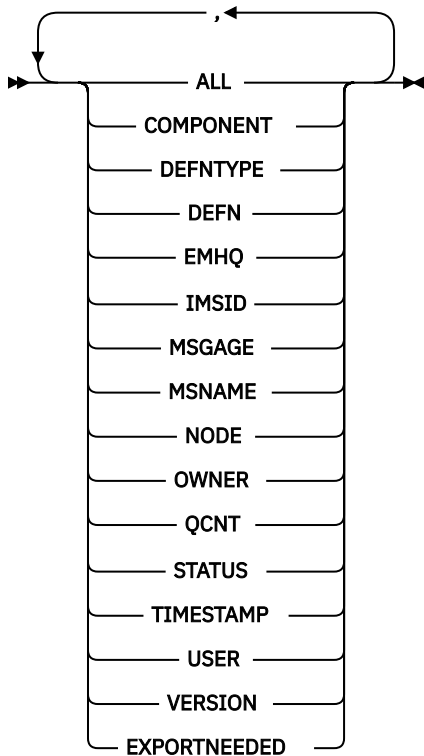 ,
ALL
COMPONENT
DEFNTYPE
DEFN
EMHQ
IMSID
MSGAGE
MSNAME
NODE
OWNER
QCNT
STATUS
TIMESTAMP
USER
VERSION
EXPORTNEEDED